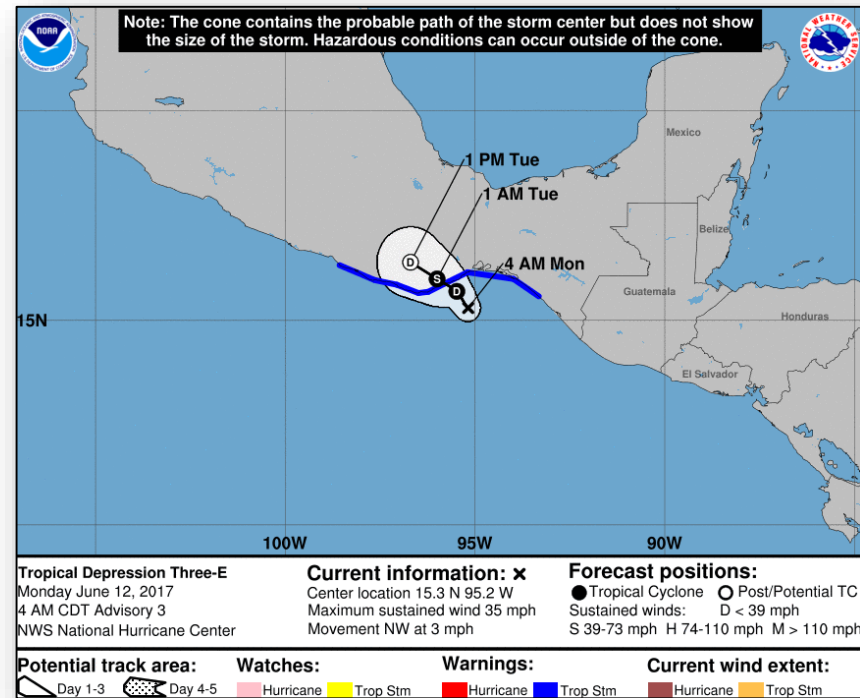 Note: The cone contains the probable path of the storm center but does not show
the size of the storm. Hazardous conditions can occur outside of the cone.
NOAA
NATIONAL WEATHER SERVICE
Mexico
1 PM Tue
1 AM Tue
Belize
4 AM Mon
D
S
D
Guatemala
15N
Honduras
El Salvador
100W 95W 90W
Tropical Depression Three-E
Monday June 12, 2017
4 AM CDT Advisory 3
NWS National Hurricane Center
Current information: x
Center location 15.3 N 95.2 W
Maximum sustained wind 35 mph
Movement NW at 3 mph
Forecast positions:
Tropical Cyclone Post/Potential TC
Sustained winds: D < 39 mph
S 39-73 mph H 74-110 mph M > 110 mph
Potential track area:
Day 1-3 Day 4-5
Watches:
Hurricane Trop Stm
Warnings:
Hurricane Trop Stm
Current wind extent:
Hurricane Trop Stm